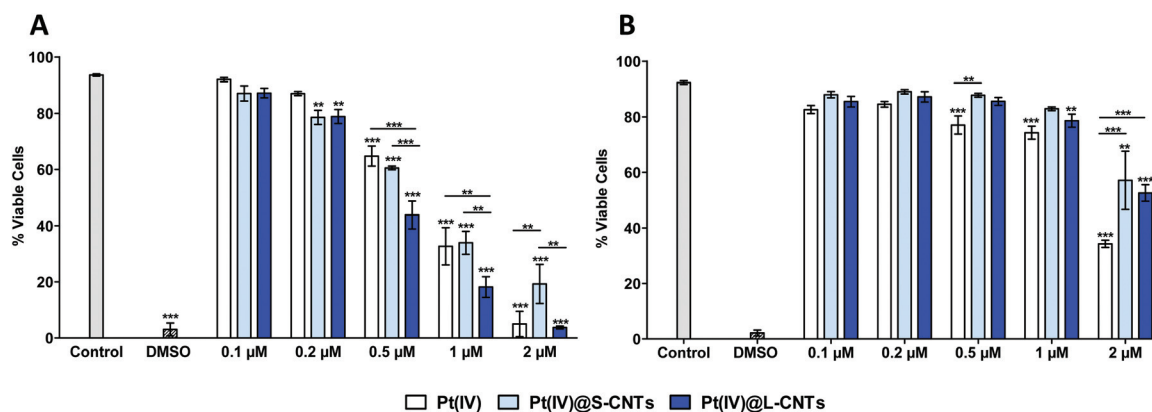 A
B
100
80
60
40
20
0
% Viable Cells
***
**
**
***
***
***
***
***
***
***
***
**
**
***
***
***
**
**
Control
DMSO
0.1 µM
0.2 µM
0.5 µM
1 µM
2 µM
100
80
60
40
20
0
% Viable Cells
**
***
***
**
***
***
**
***
***
Control
DMSO
0.1 µM
0.2 µM
0.5 µM
1 µM
2 µM
Pt(IV) Pt(IV)@S-CNTs Pt(IV)@L-CNTs